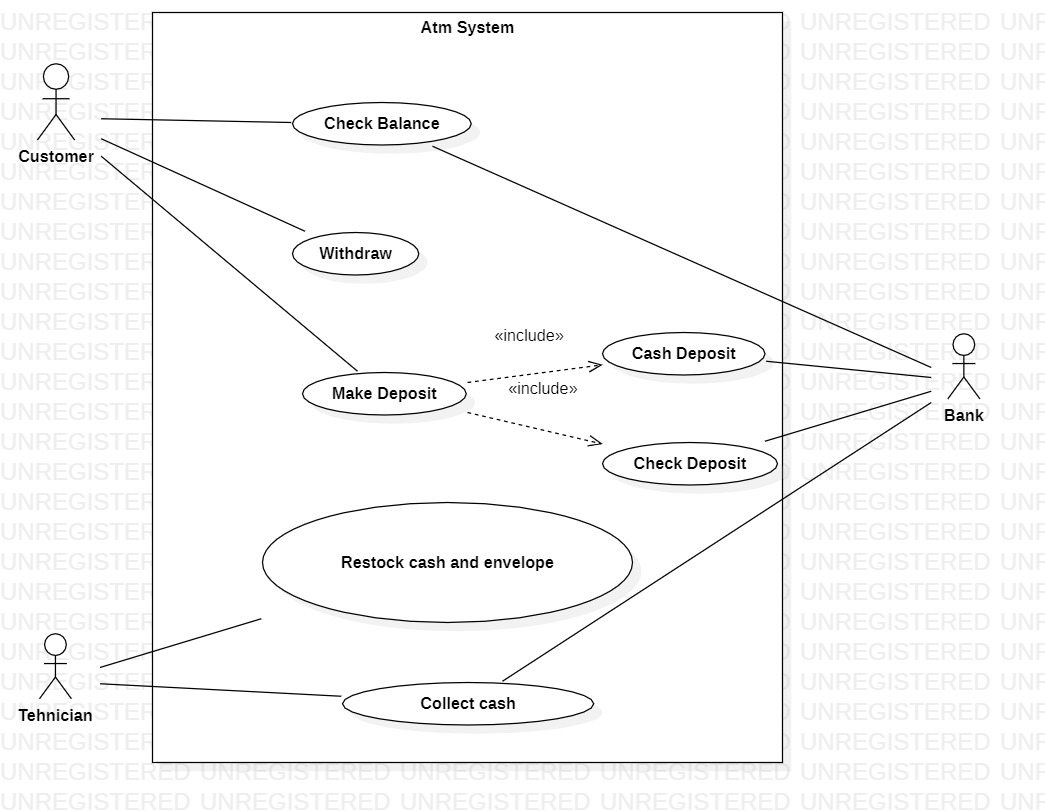 Atm System
Customer
Check Balance
Withdraw
«include»
Cash Deposit
Make Deposit
«include»
Bank
Check Deposit
Restock cash and envelope
Tehnician
Collect cash
UNREGISTERED UNREGISTERED UNREGISTERED UNREGISTERED UNREGISTERED UNR